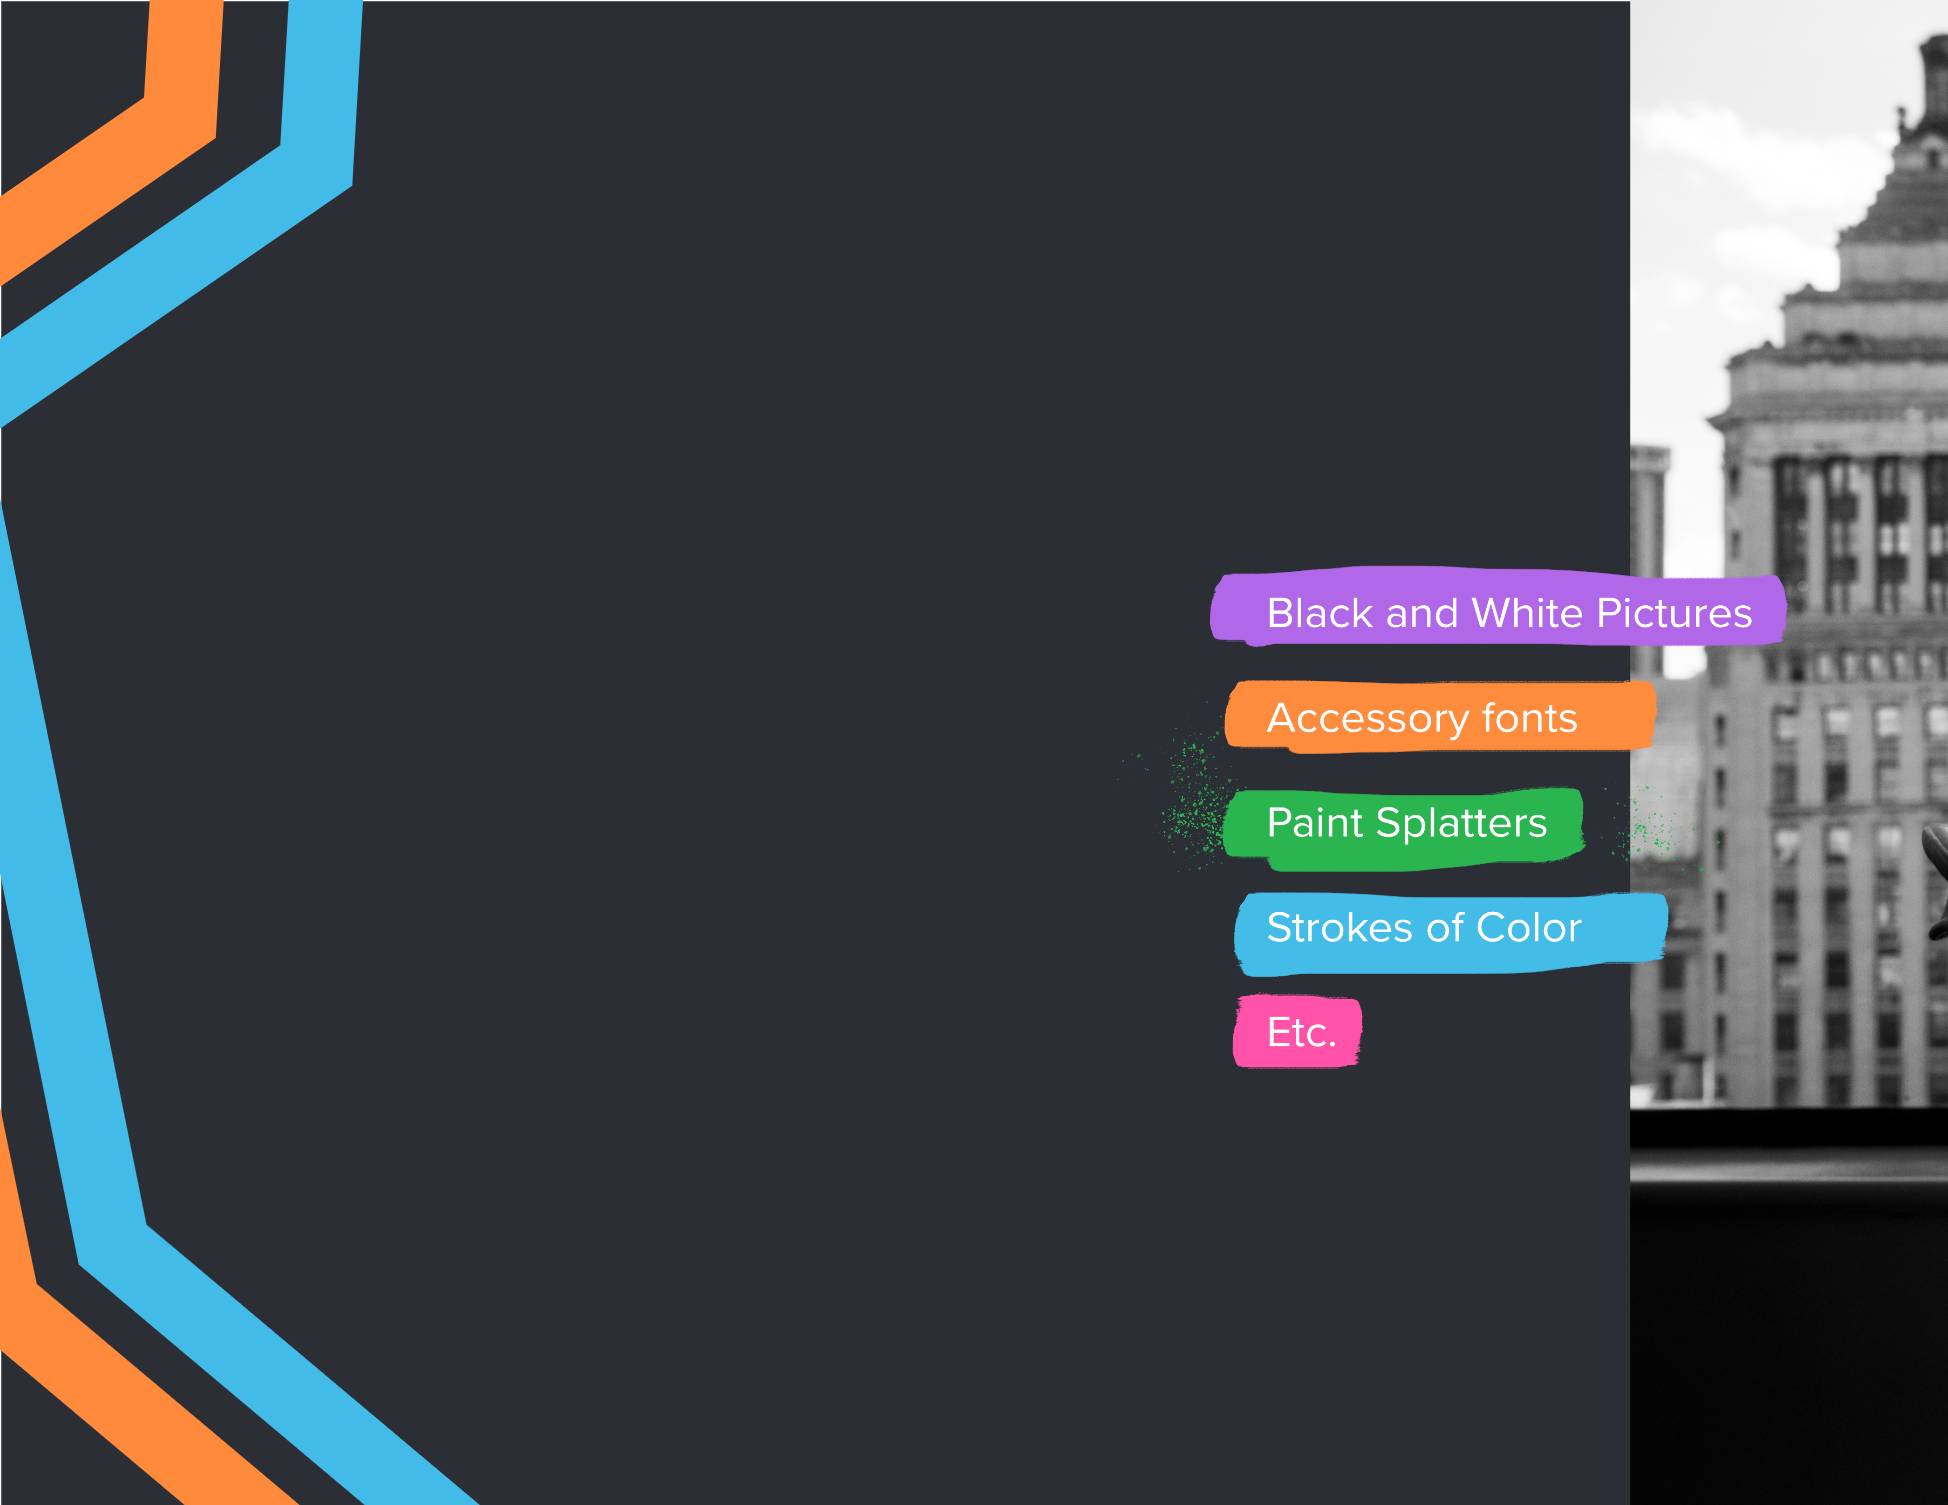 Black and White Pictures
Accessory fonts
Paint Splatters
Strokes of Color
Etc.